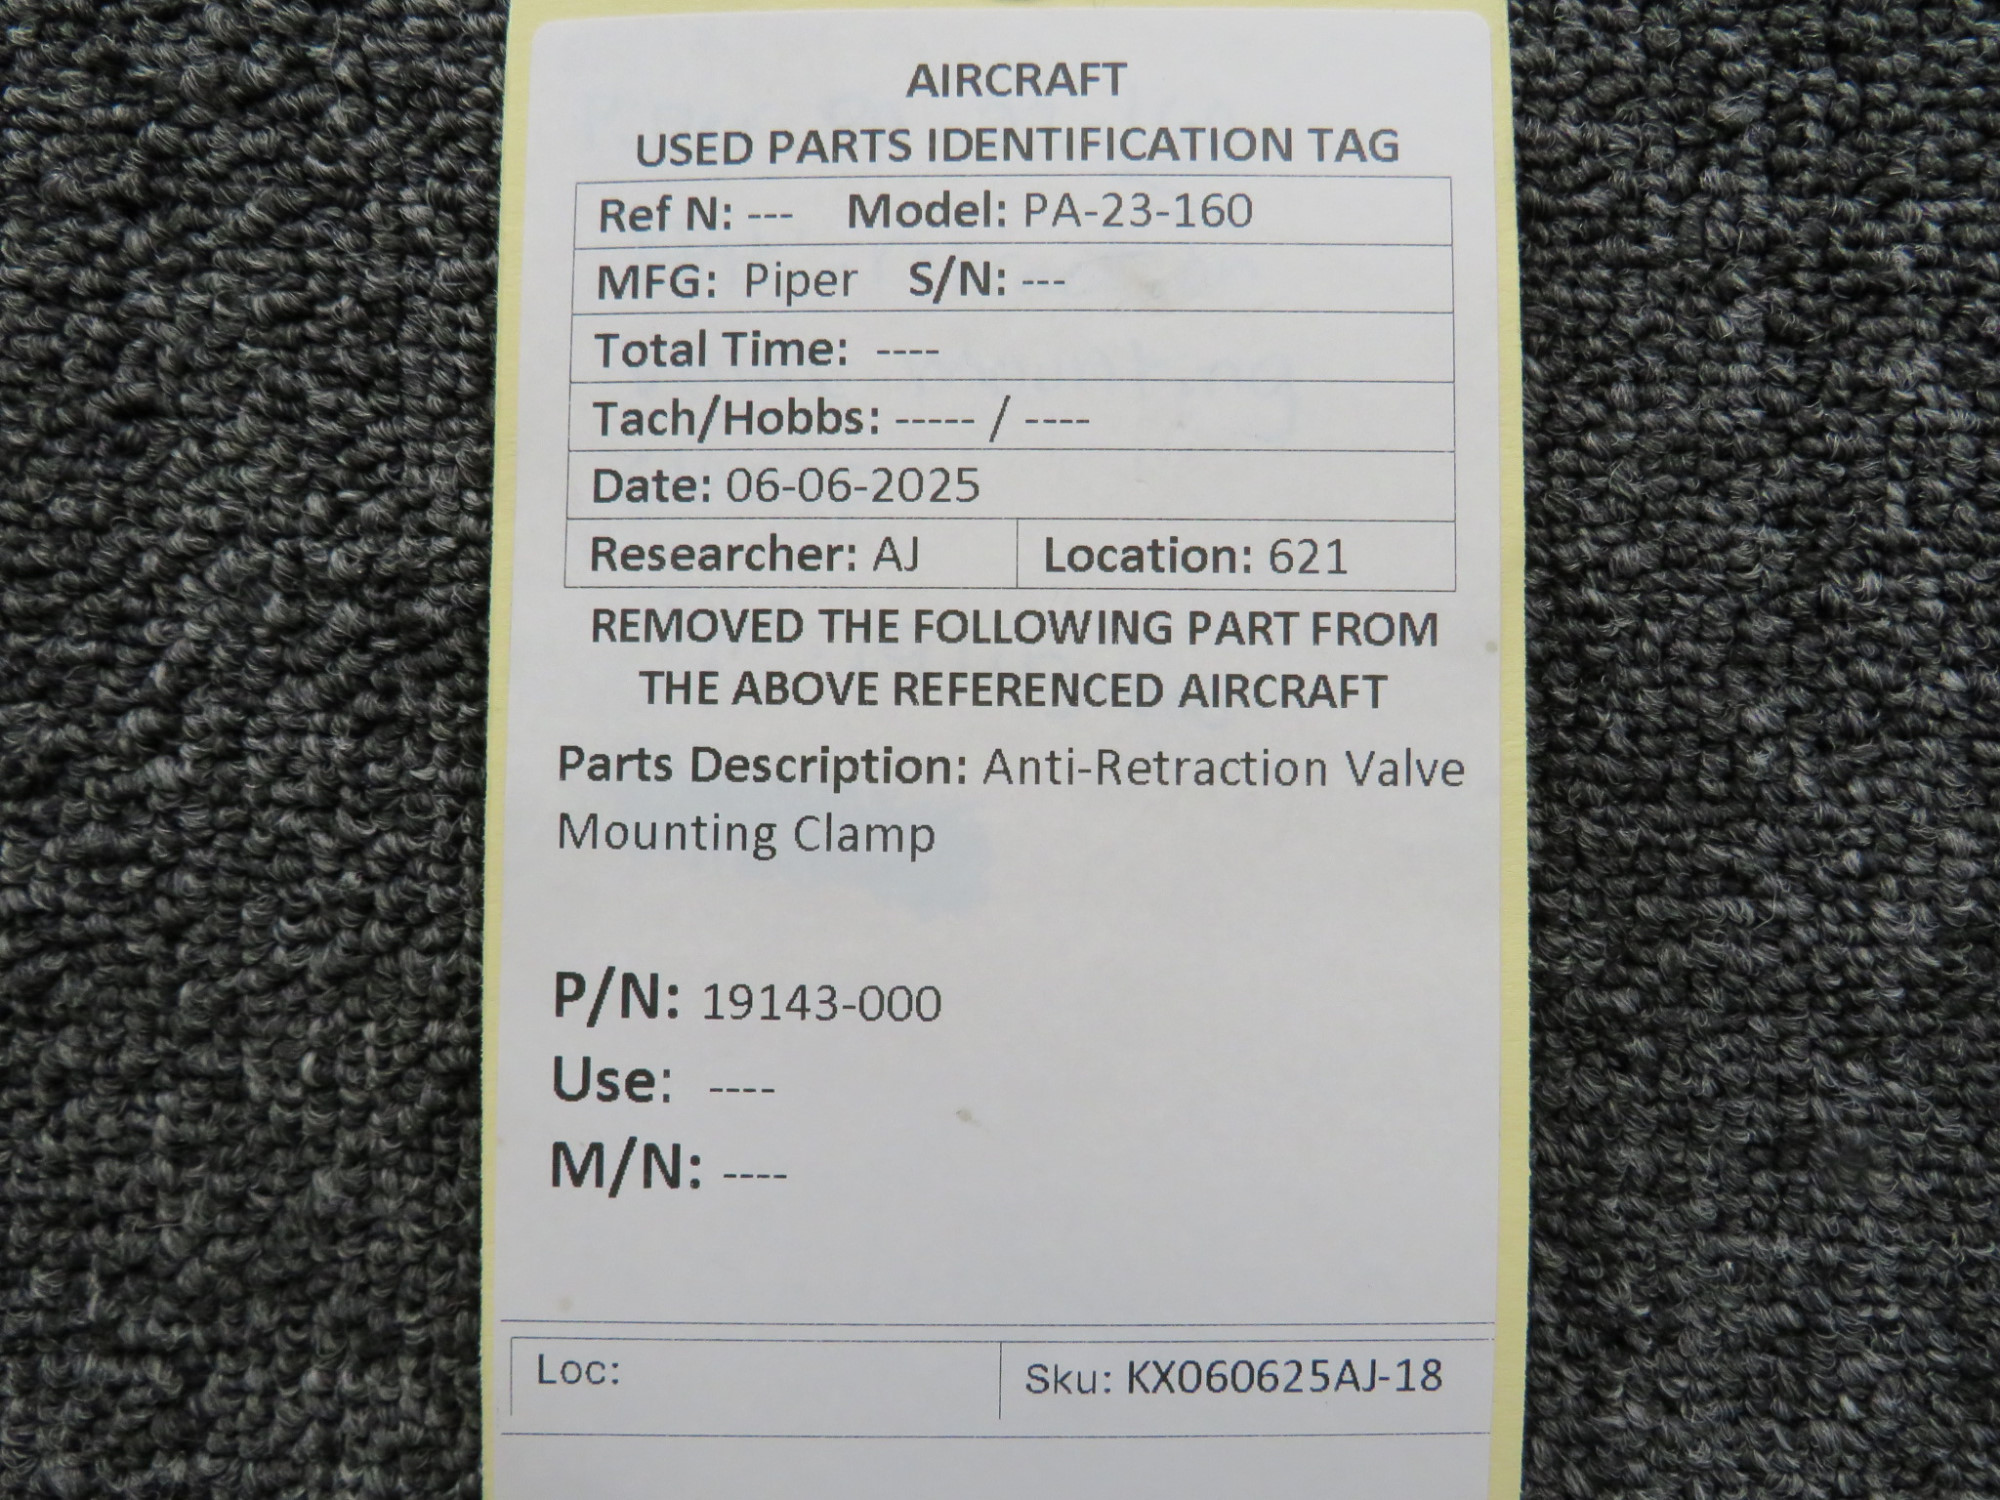 AIRCRAFT
USED PARTS IDENTIFICATION TAG
Ref N: --- Model: PA-23-160
MFG: Piper S/N: ---
Total Time: ----
Tach/Hobbs: ----- / ----
Date: 06-06-2025
Researcher: AJ Location: 621
REMOVED THE FOLLOWING PART FROM
THE ABOVE REFERENCED AIRCRAFT
Parts Description: Anti-Retraction Valve
Mounting Clamp
P/N: 19143-000
Use: ----
M/N: ----
Loc: Sku: KX060625AJ-18